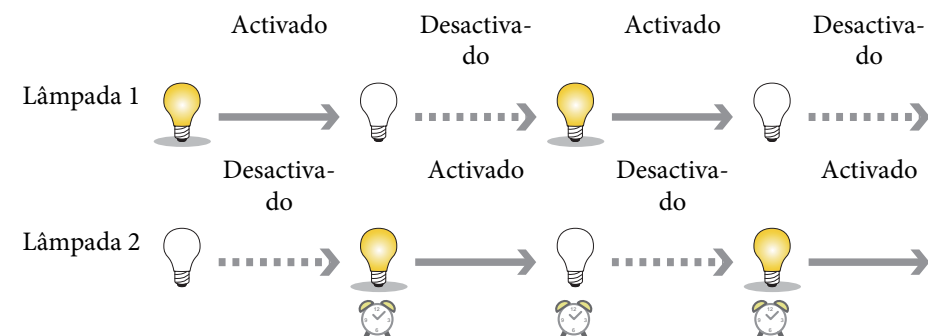 Activado Desactiva-
do Activado Desactiva-
do
Lâmpada 1
Desactiva-
do Activado Desactiva-
do Activado
Lâmpada 2